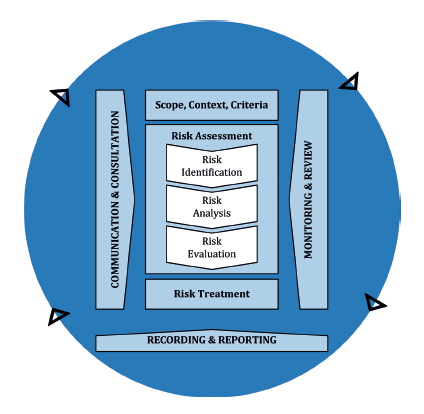 Scope, Context, Criteria
Risk Assessment
Risk
Identification
Risk
Analysis
Risk
Evaluation
Risk Treatment
COMMUNICATION & CONSULTATION
MONITORING & REVIEW
RECORDING & REPORTING